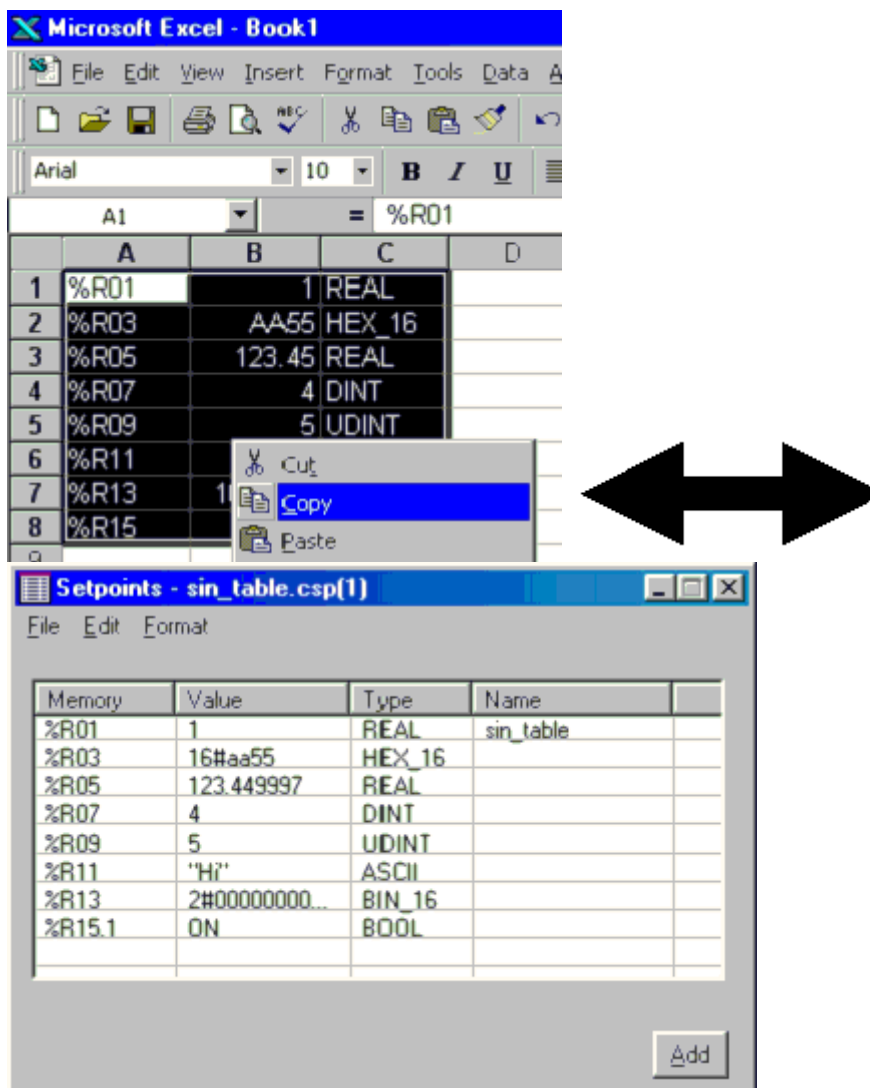 Microsoft Excel - Book1
File Edit View Insert Format Tools Data A
ABC
Arial 10 B I U
A1 = %R01
A B C D
1 %R01 1 REAL
2 %R03 AA55 HEX_16
3 %R05 123.45 REAL
4 %R07 4 DINT
5 %R09 5 UDINT
6 %R11 Cut
7 %R13 1 Copy
8 %R15 Paste
Setpoints - sin_table.csp(1)
File Edit Format
Memory Value Type Name
%R01 1 REAL sin_table
%R03 16#aa55 HEX_16
%R05 123.449997 REAL
%R07 4 DINT
%R09 5 UDINT
%R11 "Hi" ASCII
%R13 2#00000000... BIN_16
%R15.1 ON BOOL
Add